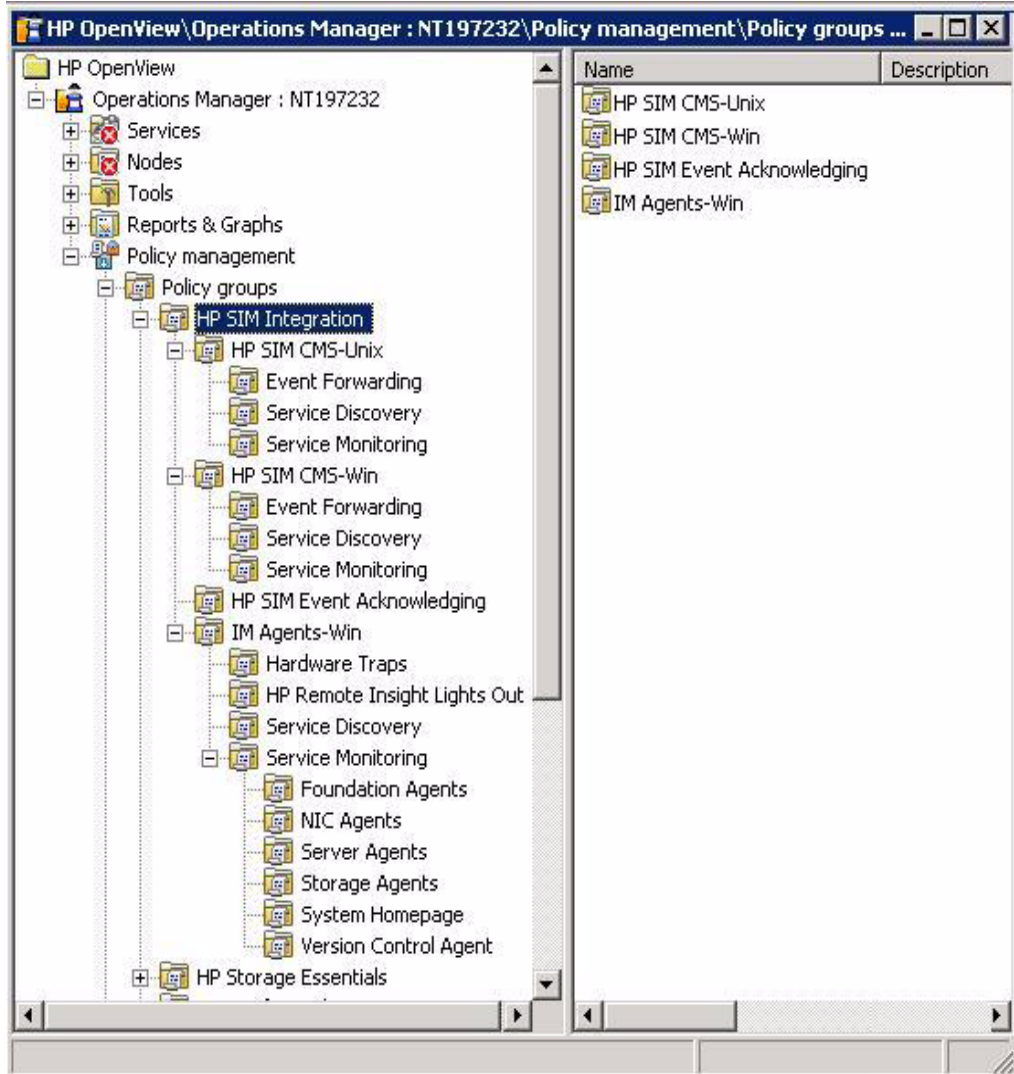 HP OpenView\Operations Manager : NT197232\Policy management\Policy groups ...
HP OpenView
Operations Manager : NT197232
Services
Nodes
Tools
Reports & Graphs
Policy management
Policy groups
HP SIM Integration
HP SIM CMS-Unix
Event Forwarding
Service Discovery
Service Monitoring
HP SIM CMS-Win
Event Forwarding
Service Discovery
Service Monitoring
HP SIM Event Acknowledging
IM Agents-Win
Hardware Traps
HP Remote Insight Lights Out
Service Discovery
Service Monitoring
Foundation Agents
NIC Agents
Server Agents
Storage Agents
System Homepage
Version Control Agent
HP Storage Essentials
Name Description
HP SIM CMS-Unix
HP SIM CMS-Win
HP SIM Event Acknowledging
IM Agents-Win